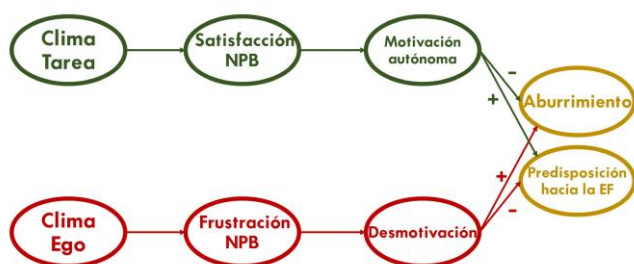 Clima
Tarea
Satisfacción
NPB
Motivación
autónoma
–
+
Aburrimiento
+
–
Predisposición
hacia la EF
Clima
Ego
Frustración
NPB
Desmotivación